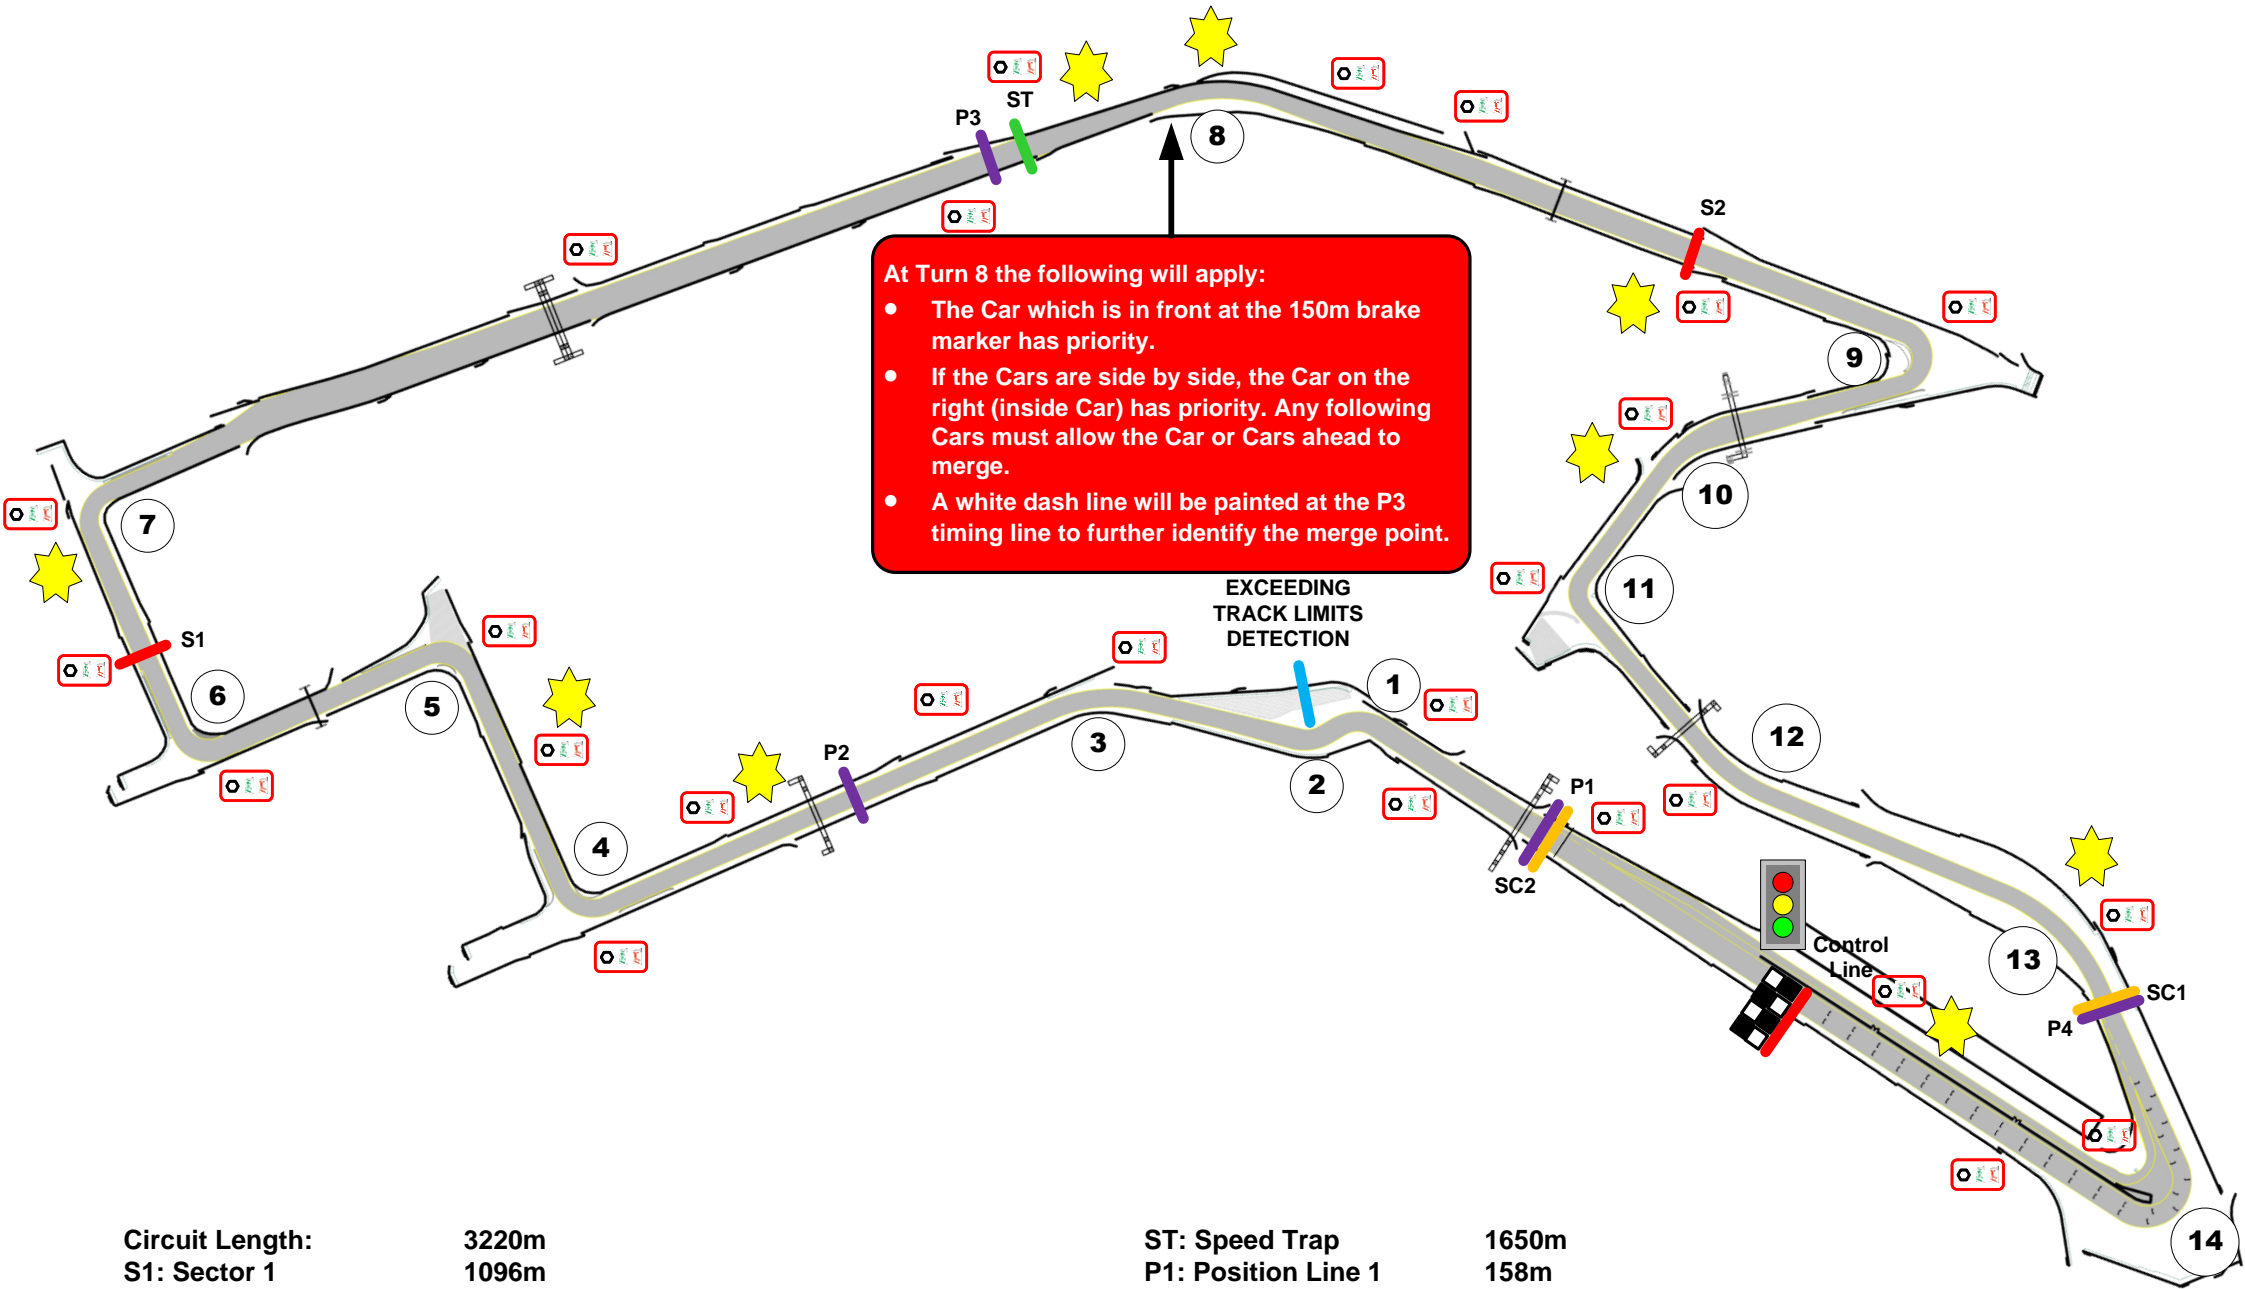 ST
P3
8
S2
At Turn 8 the following will apply:
• The Car which is in front at the 150m brake
marker has priority.
• If the Cars are side by side, the Car on the
right (inside Car) has priority. Any following
Cars must allow the Car or Cars ahead to
merge.
• A white dash line will be painted at the P3
timing line to further identify the merge point.
9
10
7
11
EXCEEDING
TRACK LIMITS
DETECTION
S1
6
5
1
3
12
2
P2
P1
4
SC2
Control
Line
13
SC1
P4
14
Circuit Length: 3220m
S1: Sector 1 1096m
ST: Speed Trap 1650m
P1: Position Line 1 158m